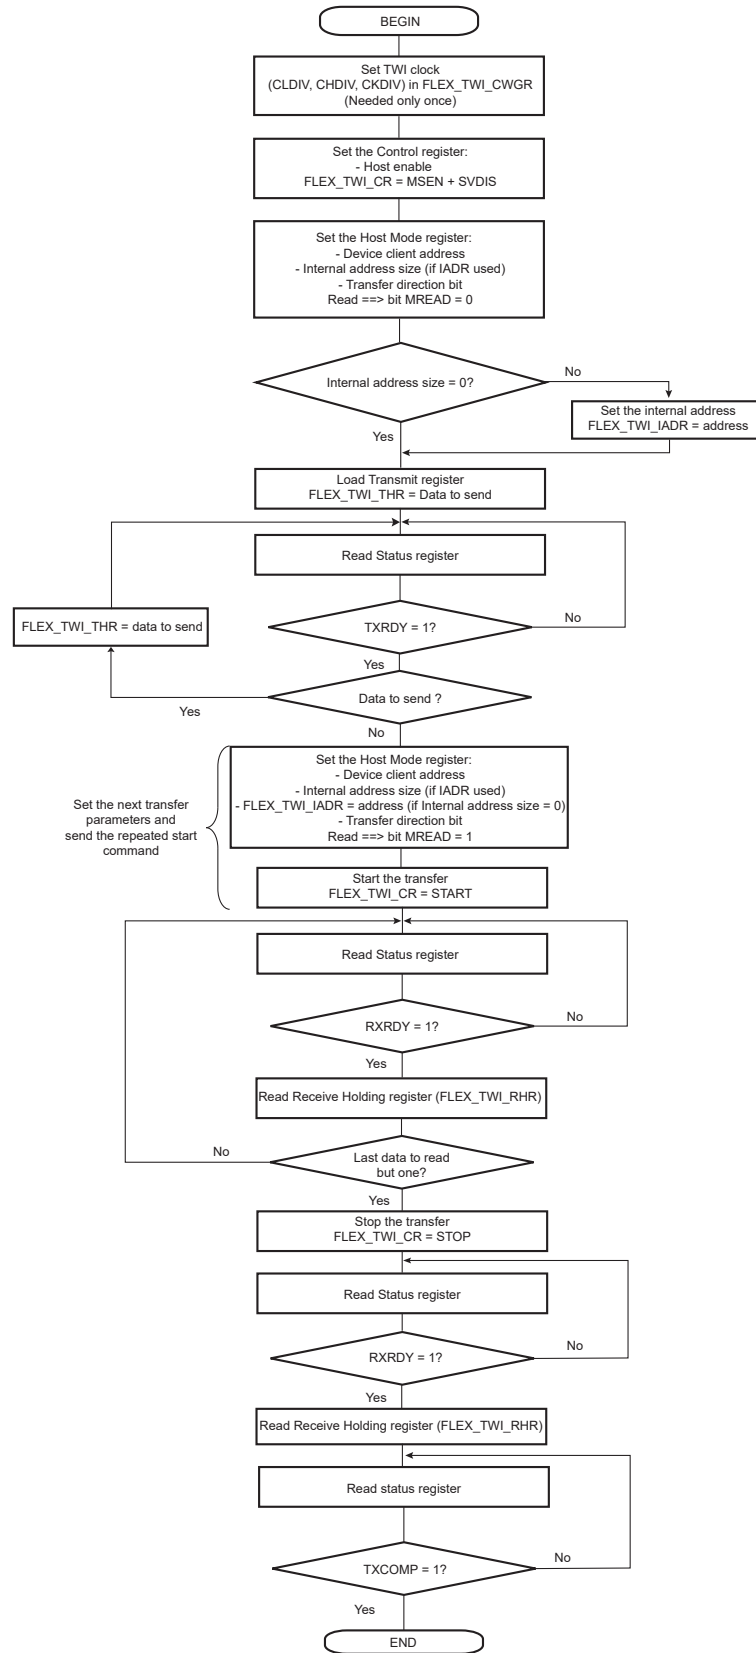 BEGIN
Set TWI clock
(CLDIV, CHDIV, CKDIV) in FLEX_TWI_CWGR
(Needed only once)
Set the Control register:
- Host enable
FLEX_TWI_CR = MSEN + SVDIS
Set the Host Mode register:
- Device client address
- Internal address size (if IADR used)
- Transfer direction bit
Read ==> bit MREAD = 0
Internal address size = 0?
No
Set the internal address
FLEX_TWI_IADR = address
Yes
Load Transmit register
FLEX_TWI_THR = Data to send
Read Status register
FLEX_TWI_THR = data to send
TXRDY = 1?
No
Yes
Data to send ?
Yes
No
Set the next transfer
parameters and
send the repeated start
command
Set the Host Mode register:
- Device client address
- Internal address size (if IADR used)
- FLEX_TWI_IADR = address (if Internal address size = 0)
- Transfer direction bit
Read ==> bit MREAD = 1
Start the transfer
FLEX_TWI_CR = START
Read Status register
RXRDY = 1?
No
Yes
Read Receive Holding register (FLEX_TWI_RHR)
No
Last data to read
but one?
Yes
Stop the transfer
FLEX_TWI_CR = STOP
Read Status register
No
RXRDY = 1?
Yes
Read Receive Holding register (FLEX_TWI_RHR)
Read status register
TXCOMP = 1?
No
Yes
END